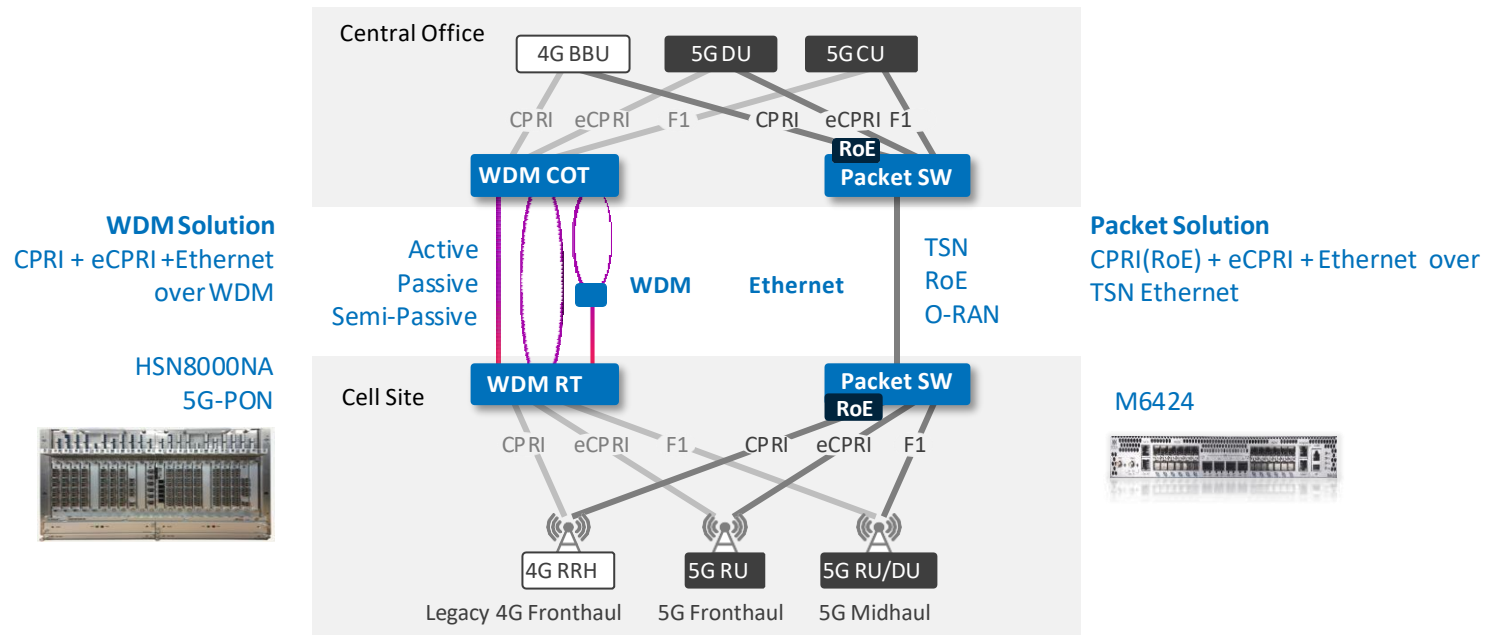 Central Office
4G BBU
5G DU
5G CU
CPRI
eCPRI
F1
CPRI
eCPRI
F1
RoE
WDM COT
Packet SW
WDM Solution
CPRI + eCPRI +Ethernet
over WDM
Active
Passive
Semi-Passive
WDM
Ethernet
TSN
RoE
O-RAN
Packet Solution
CPRI(RoE) + eCPRI + Ethernet over
TSN Ethernet
HSN8000NA
5G-PON
M6424
Cell Site
WDM RT
Packet SW
RoE
CPRI
eCPRI
F1
CPRI
eCPRI
F1
4G RRH
5G RU
5G RU/DU
Legacy 4G Fronthaul
5G Fronthaul
5G Midhaul